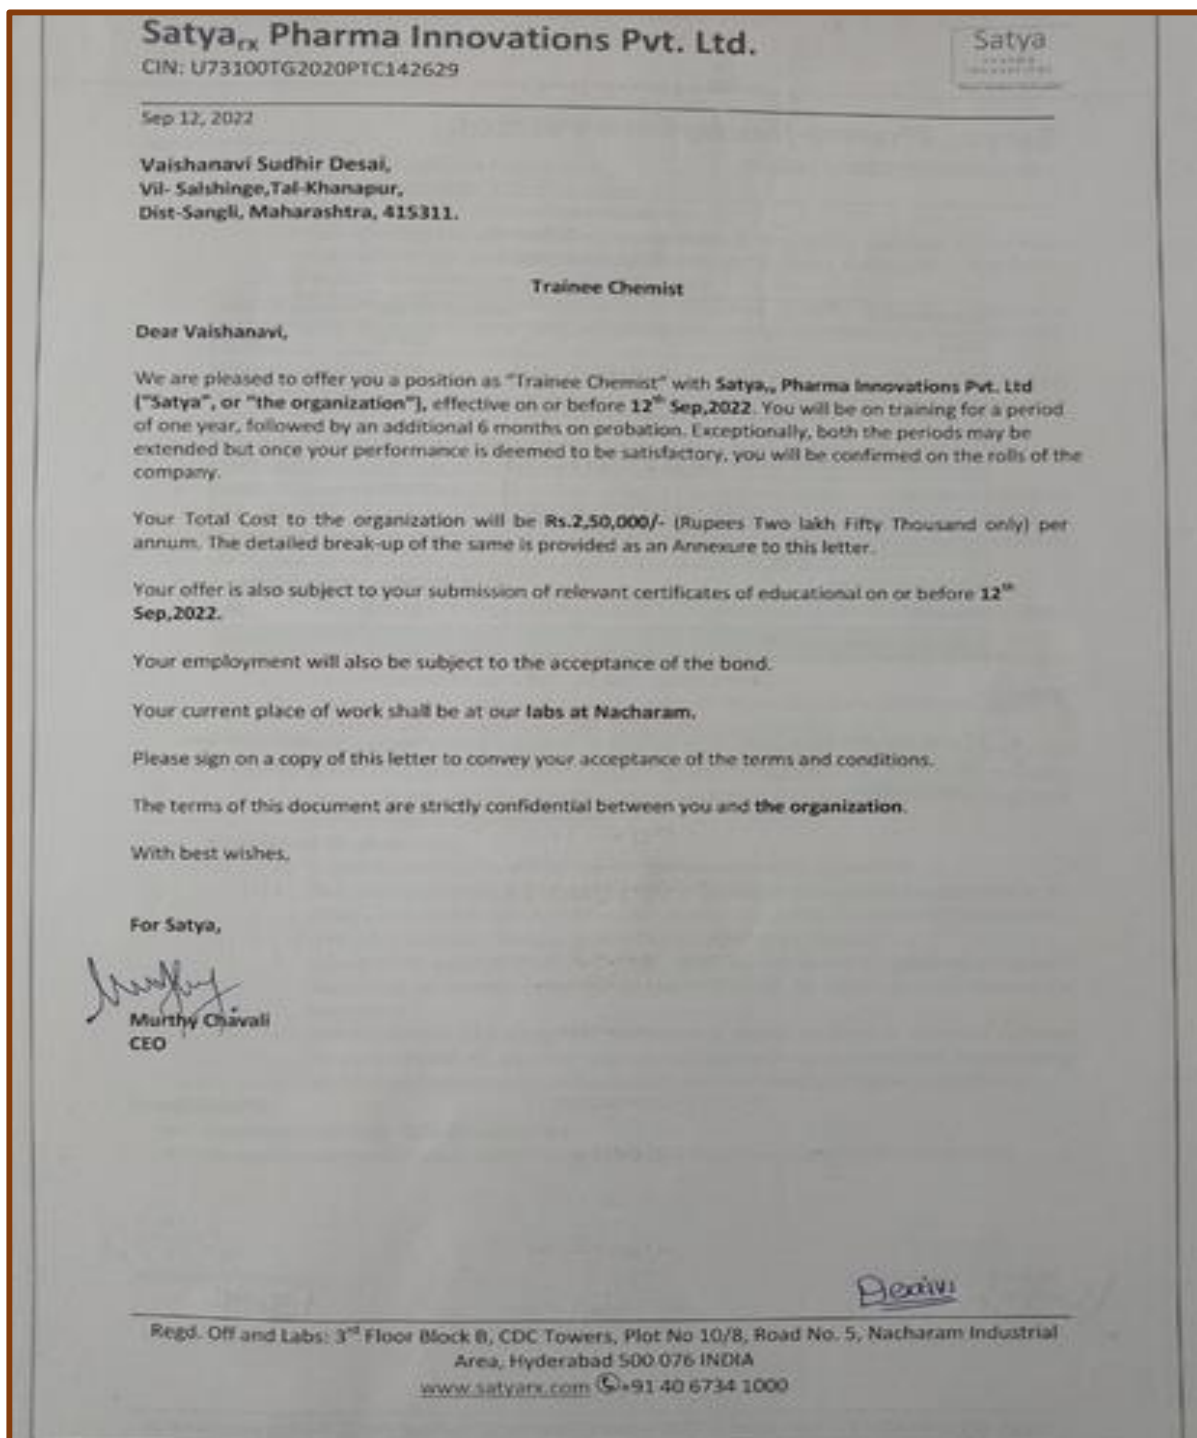 Satyarx Pharma Innovations Pvt. Ltd.
Satya
CIN: U73100TG2020PTC142629
Sep 12, 2022
Vaishanavi Sudhir Desai,
Vil- Salshinge,Tal-Khanapur,
Dist-Sangli, Maharashtra, 415311.
Trainee Chemist
Dear Vaishanavi,
We are pleased to offer you a position as "Trainee Chemist" with Satyarx Pharma Innovations Pvt. Ltd
("Satya", or "the organization"), effective on or before 12th Sep,2022. You will be on training for a period
of one year, followed by an additional 6 months on probation. Exceptionally, both the periods may be
extended but once your performance is deemed to be satisfactory, you will be confirmed on the rolls of the
company.
Your Total Cost to the organization will be Rs.2,50,000/- (Rupees Two lakh Fifty Thousand only) per
annum. The detailed break-up of the same is provided as an Annexure to this letter.
Your offer is also subject to your submission of relevant certificates of educational on or before 12th
Sep,2022.
Your employment will also be subject to the acceptance of the bond.
Your current place of work shall be at our labs at Nacharam.
Please sign on a copy of this letter to convey your acceptance of the terms and conditions.
The terms of this document are strictly confidential between you and the organization.
With best wishes,
For Satya,
Murthy Chavali
CEO
Regd. Off and Labs: 3rd Floor Block B, CDC Towers, Plot No 10/8, Road No. 5, Nacharam Industrial
Area, Hyderabad 500 076 INDIA
www.satyarx.com +91 40 6734 1000